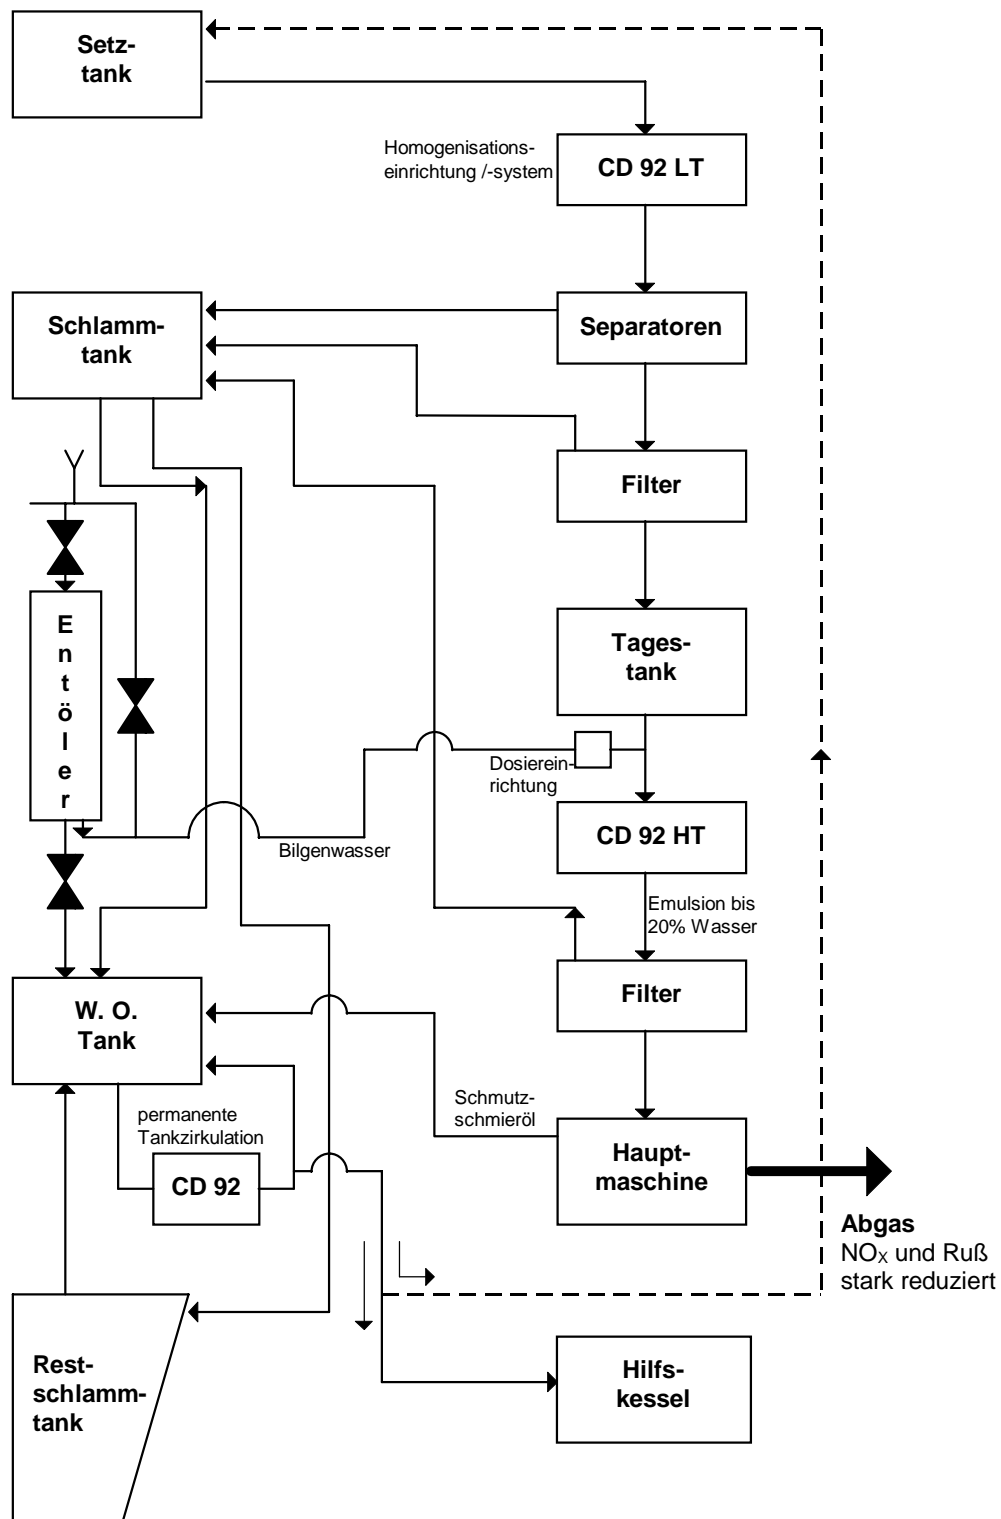 Setz-
tank
Homogenisations-
einrichtung /-system
CD 92 LT
Schlamm-
tank
Separatoren
Filter
E
n
t
ö
l
e
r
Tages-
tank
Dosierein-
richtung
CD 92 HT
Bilgenwasser
Emulsion bis
20% Wasser
W. O.
Tank
Filter
Schmutz-
schmieröl
permanente
Tankzirkulation
CD 92
Haupt-
maschine
Abgas
NOX und Ruß
stark reduziert
Rest-
schlamm-
tank
Hilfs-
kessel